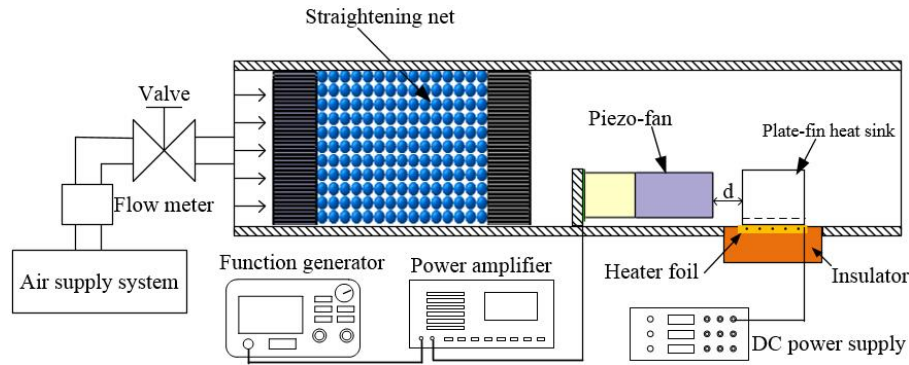 Straightening net
Valve
Piezo-fan
Plate-fin heat sink
d
Flow meter
Air supply system
Function generator
Power amplifier
Heater foil
Insulator
DC power supply